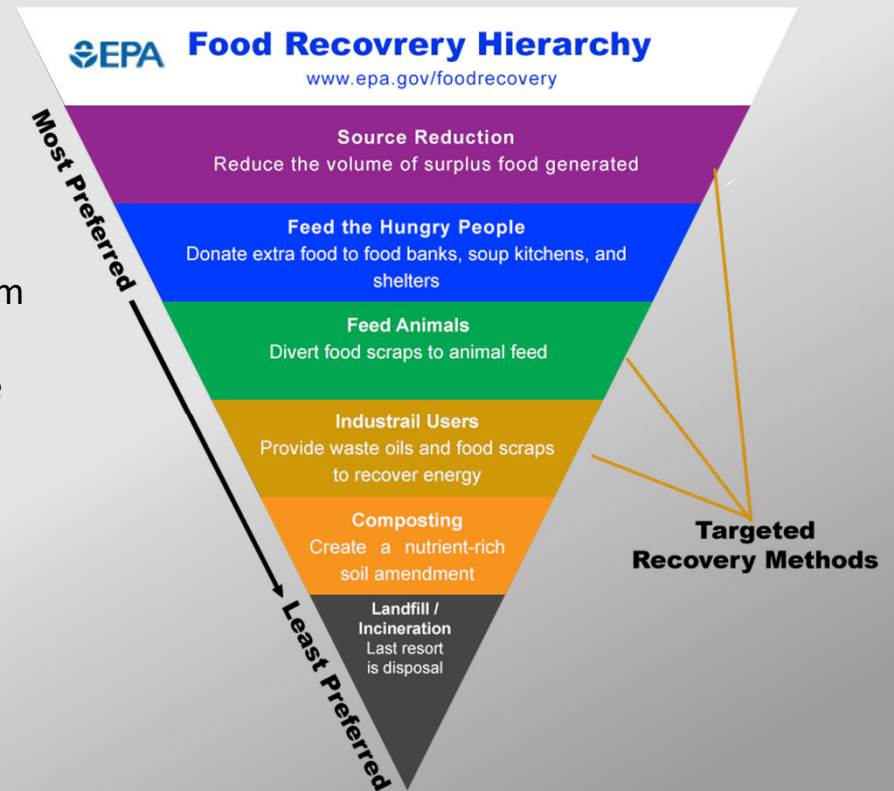 EPA
Food Recovrery Hierarchy
www.epa.gov/foodrecovery
Most Preferred
Source Reduction
Reduce the volume of surplus food generated
Feed the Hungry People
Donate extra food to food banks, soup kitchens, and
shelters
m
Feed Animals
Divert food scraps to animal feed
e
Industrail Users
Provide waste oils and food scraps
to recover energy
Composting
Create a nutrient-rich
soil amendment
Targeted
Recovery Methods
Landfill /
Incineration
Last resort
is disposal
Least Preferred